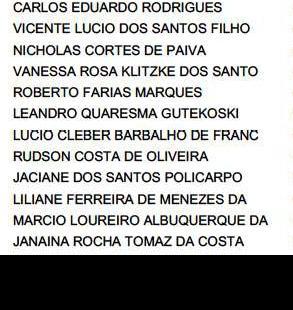 CARLOS EDUARDO RODRIGUES
VICENTE LUCIO DOS SANTOS FILHO
NICHOLAS CORTES DE PAIVA
VANESSA ROSA KLITZKE DOS SANTO
ROBERTO FARIAS MARQUES
LEANDRO QUARESMA GUTEKOSKI
LUCIO CLEBER BARBALHO DE FRANC
RUDSON COSTA DE OLIVEIRA
JACIANE DOS SANTOS POLICARPO
LILIANE FERREIRA DE MENEZES DA
MARCIO LOUREIRO ALBUQUERQUE DA
JANAINA ROCHA TOMAZ DA COSTA